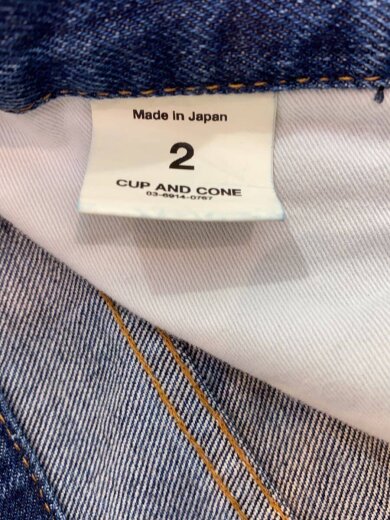 Made in Japan
2
CUP AND CONE
03-6914-0767